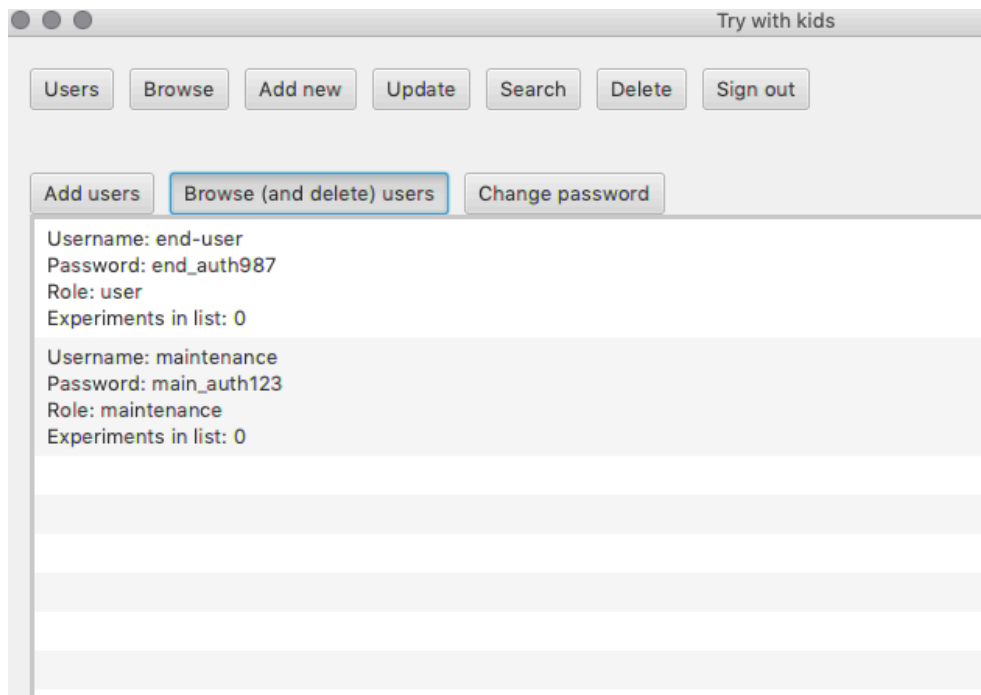 Try with kids
Users Browse Add new Update Search Delete Sign out
Add users Browse (and delete) users Change password
Username: end-user
Password: end_auth987
Role: user
Experiments in list: 0
Username: maintenance
Password: main_auth123
Role: maintenance
Experiments in list: 0